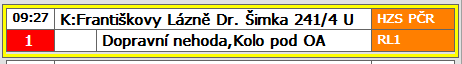 09:27 K:Františkovy Lázně Dr. Šimka 241/4 U HZS PČR
1 Dopravní nehoda,Kolo pod OA RL1